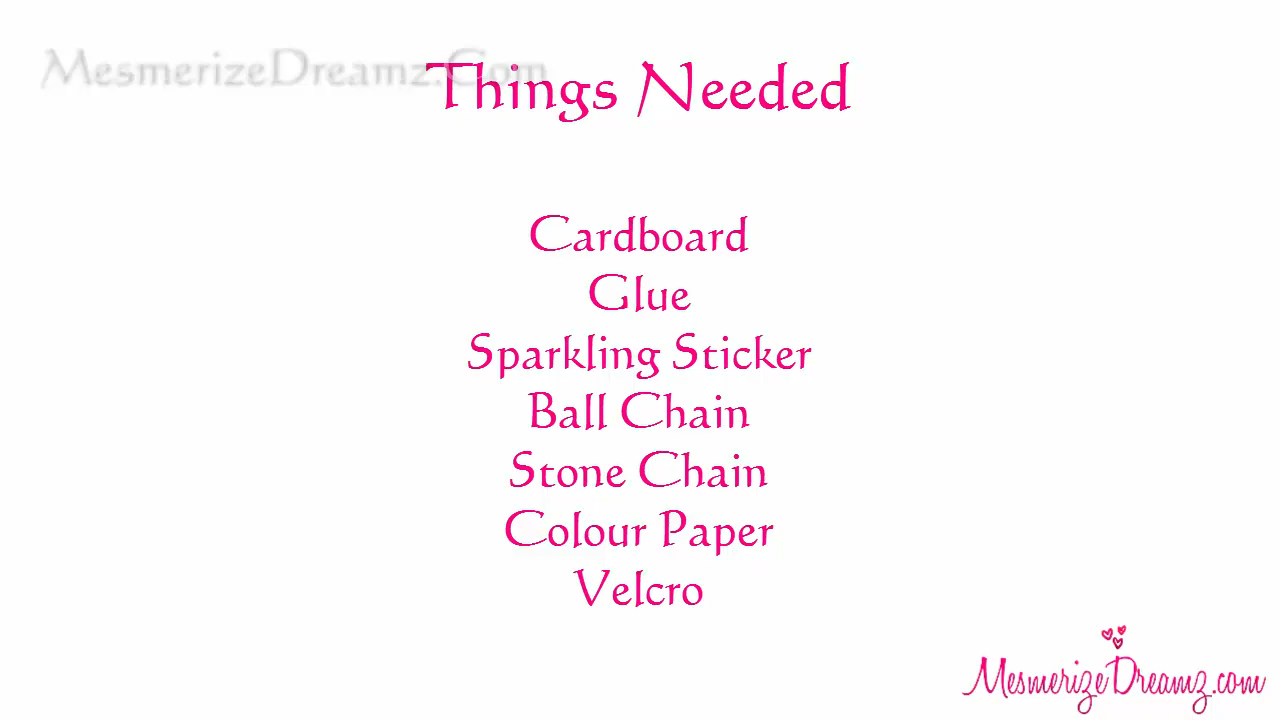 MesmerizeDreamz.Com
Things Needed
Cardboard
Glue
Sparkling Sticker
Ball Chain
Stone Chain
Colour Paper
Velcro
MesmerizeDreamz.com